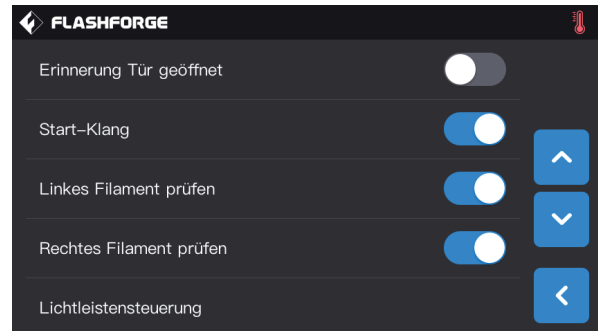 FLASHFORGE
Erinnerung Tür geöffnet
Start-Klang
Linkes Filament prüfen
Rechtes Filament prüfen
Lichtleistensteuerung